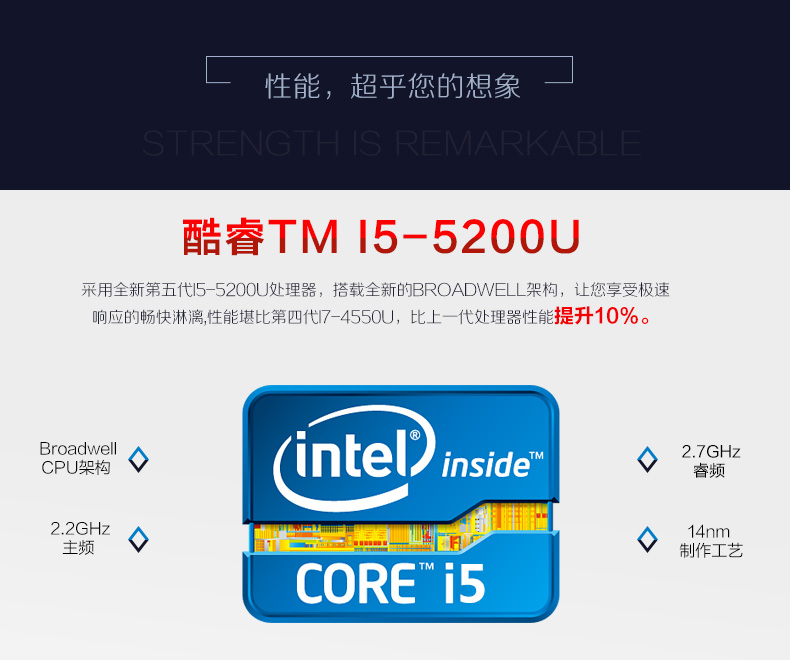 性能，超乎您的想象
STRENGTH IS REMARKABLE
酷睿TM I5-5200U
采用全新第五代I5-5200U处理器，搭载全新的BROADWELL架构，让您享受极速
响应的畅快淋漓,性能堪比第四代I7-4550U，比上一代处理器性能提升10%。
Broadwell
CPU架构
2.2GHz
主频
intel® inside™
CORE™ i5
2.7GHz
睿频
14nm
制作工艺